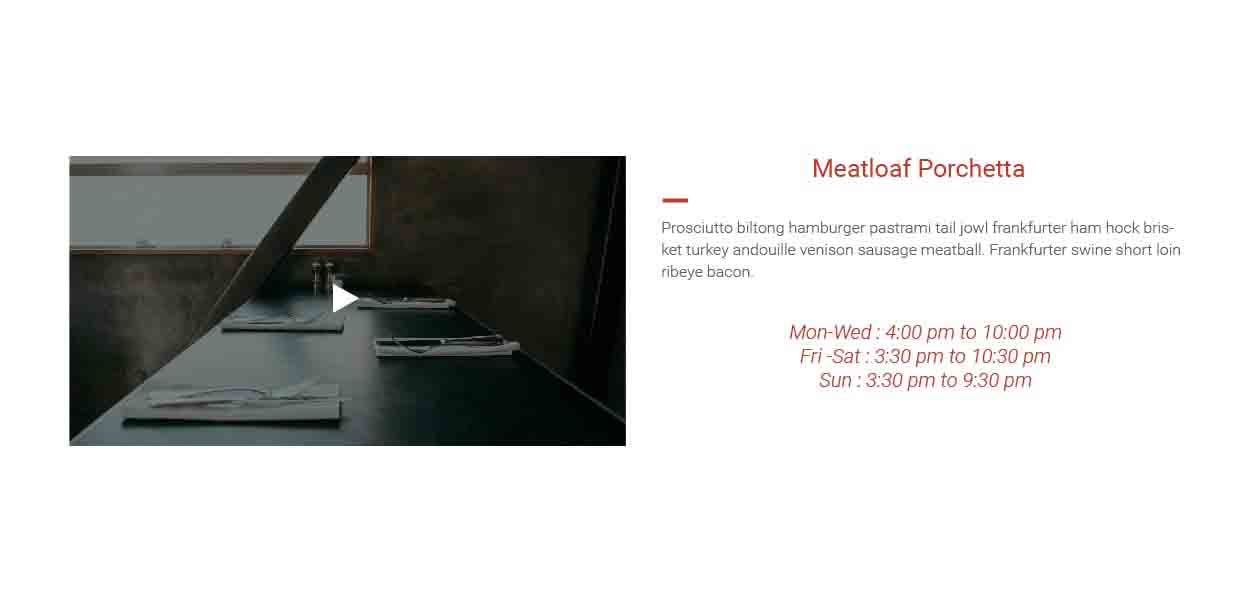 Meatloaf Porchetta
Prosciutto biltong hamburger pastrami tail jowl frankfurter ham hock bris-
ket turkey andouille venison sausage meatball. Frankfurter swine short loin
ribeye bacon.
Mon-Wed : 4:00 pm to 10:00 pm
Fri -Sat : 3:30 pm to 10:30 pm
Sun : 3:30 pm to 9:30 pm